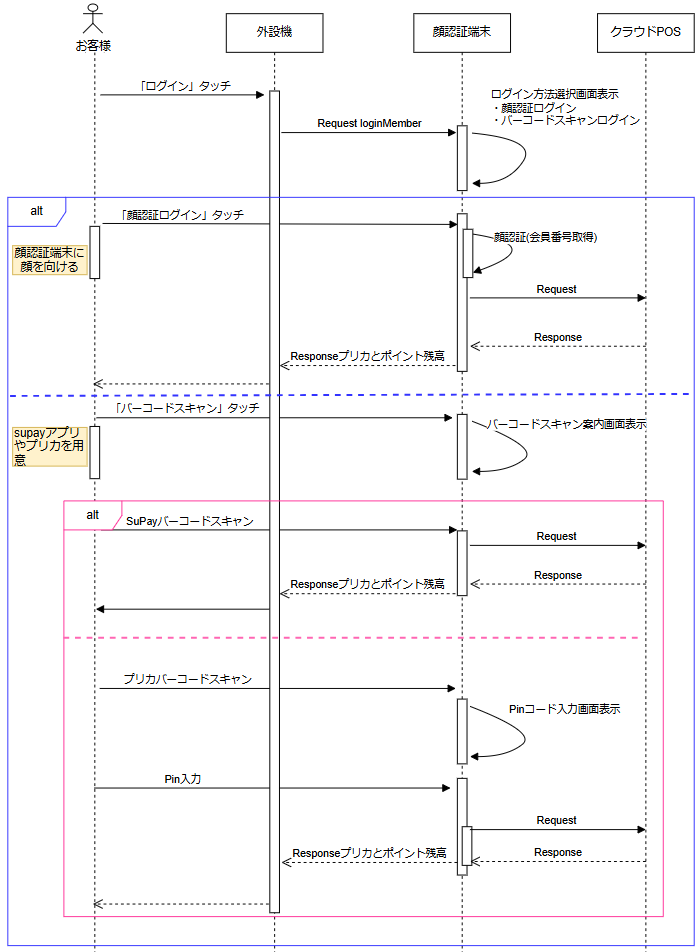 お客様
外設機
顔認証端末
クラウドPOS
「ログイン」タッチ
ログイン方法選択画面表示
・顔認証ログイン
・バーコードスキャンログイン
Request loginMember
alt
「顔認証ログイン」タッチ
顔認証端末に
顔を向ける
顔認証(会員番号取得)
Request
Response
Responseプリカとポイント残高
「バーコードスキャン」タッチ
バーコードスキャン案内画面表示
supayアプリ
やプリカを用
意
alt
SuPayバーコードスキャン
Request
Response
Responseプリカとポイント残高
プリカバーコードスキャン
Pinコード入力画面表示
Pin入力
Request
Response
Responseプリカとポイント残高